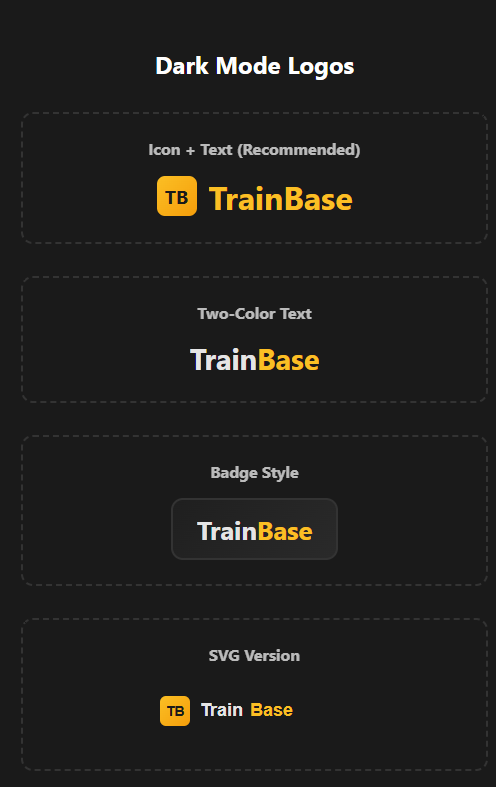 Dark Mode Logos
Icon + Text (Recommended)
TB TrainBase
Two-Color Text
TrainBase
Badge Style
TrainBase
SVG Version
TB Train Base